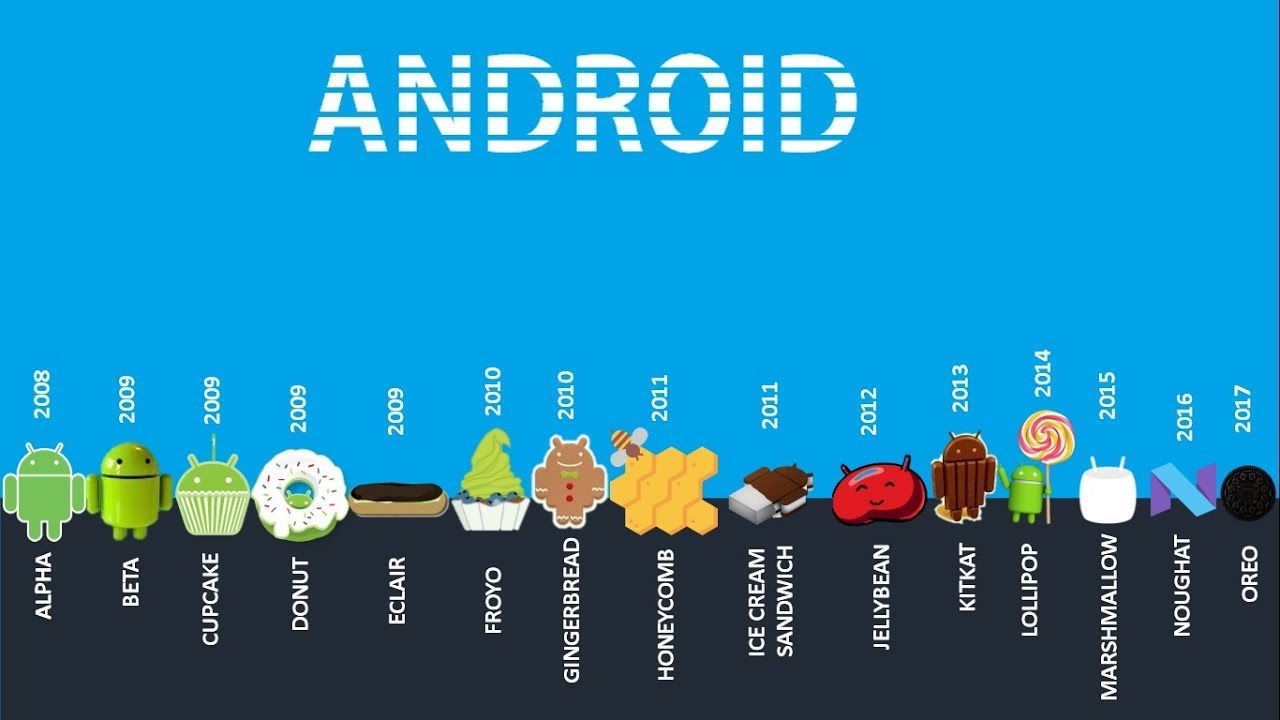 ANDROID
2008
2009
2009
2009
2009
2010
2010
2011
2011
2012
2013
2014
2015
2016
2017
ALPHA
BETA
CUPCAKE
DONUT
ECLAIR
FROYO
GINGERBREAD
HONEYCOMB
ICE CREAM
SANDWICH
JELLYBEAN
KITKAT
LOLLIPOP
MARSHMALLOW
NOUGHAT
OREO